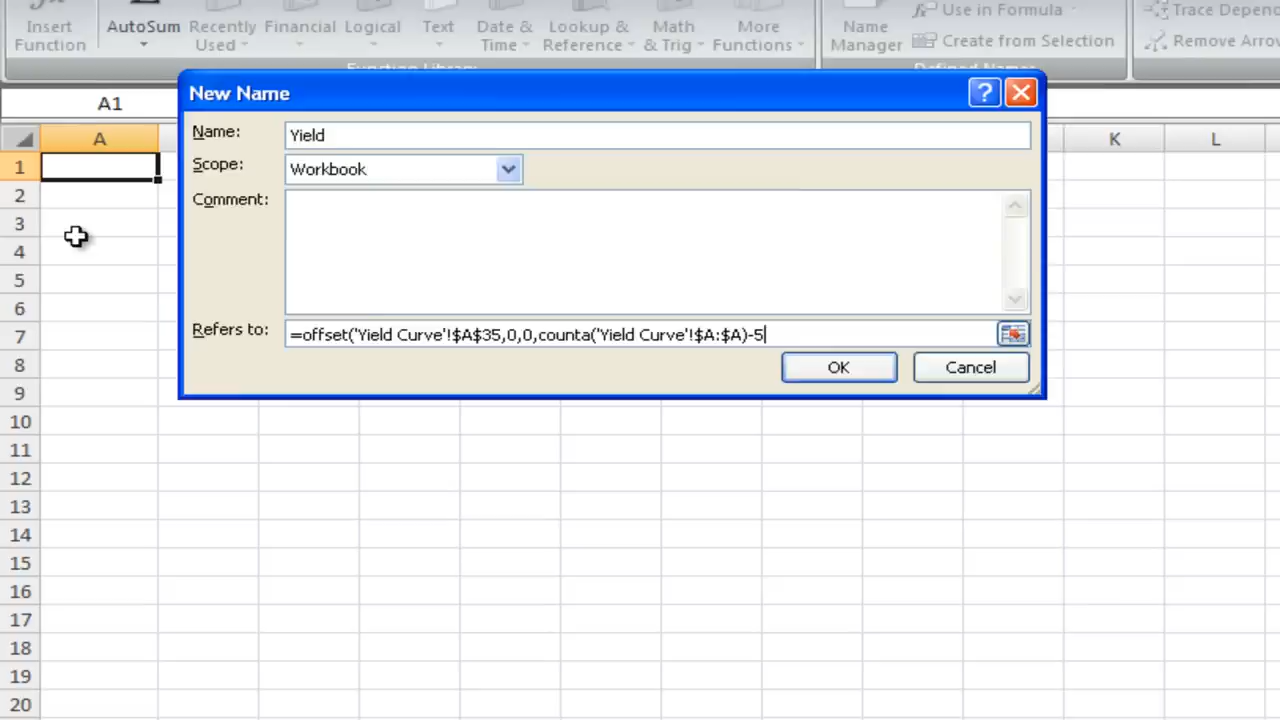 Insert
Function
AutoSum
Recently
Used
Financial
Logical
Text
Date &
Time
Lookup &
Reference
Math
& Trig
More
Functions
Function Library
Name
Manager
Use in Formula
Create from Selection
Defined Names
Trace Depend
Remove Arrow
A1
New Name
Name:
Yield
Scope:
Workbook
Comment:
Refers to:
=offset('Yield Curve'!$A$35,0,0,counta('Yield Curve'!$A:$A)-5
OK
Cancel
A
K
L
1
2
3
4
5
6
7
8
9
10
11
12
13
14
15
16
17
18
19
20